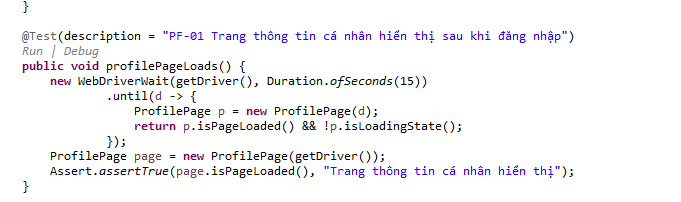 }
@Test(description = "PF-01 Trang thông tin cá nhân hiển thị sau khi đăng nhập")
Run | Debug
public void profilePageLoads() {
new WebDriverWait(getDriver(), Duration.ofSeconds(15))
.until(d -> {
ProfilePage p = new ProfilePage(d);
return p.isPageLoaded() && !p.isLoadingState();
});
ProfilePage page = new ProfilePage(getDriver());
Assert.assertTrue(page.isPageLoaded(), "Trang thông tin cá nhân hiển thị");
}